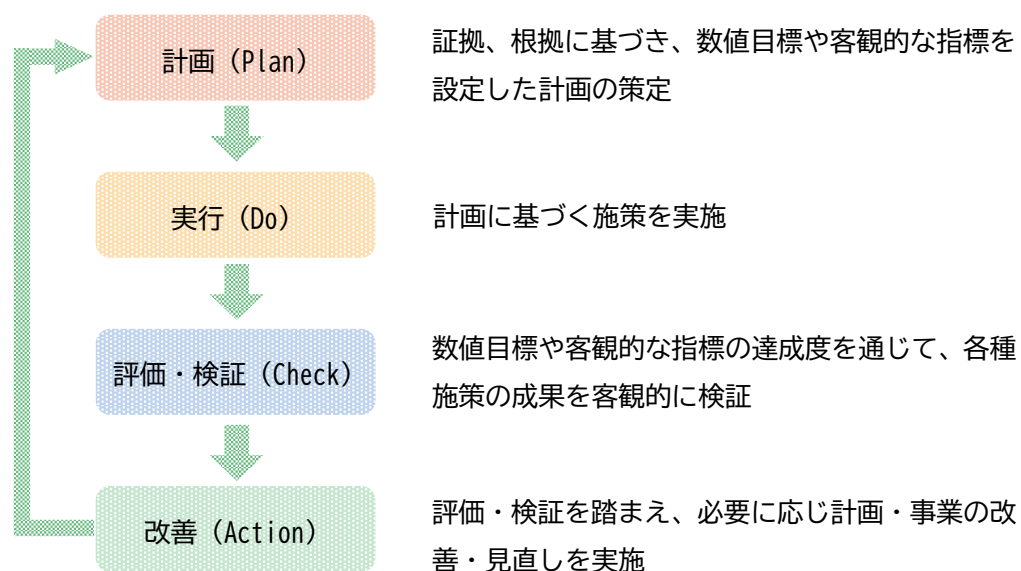 計画（Plan）
証拠、根拠に基づき、数値目標や客観的な指標を
設定した計画の策定
実行（Do）
計画に基づく施策を実施
評価・検証（Check）
数値目標や客観的な指標の達成度を通じて、各種
施策の成果を客観的に検証
改善（Action）
評価・検証を踏まえ、必要に応じ計画・事業の改
善・見直しを実施